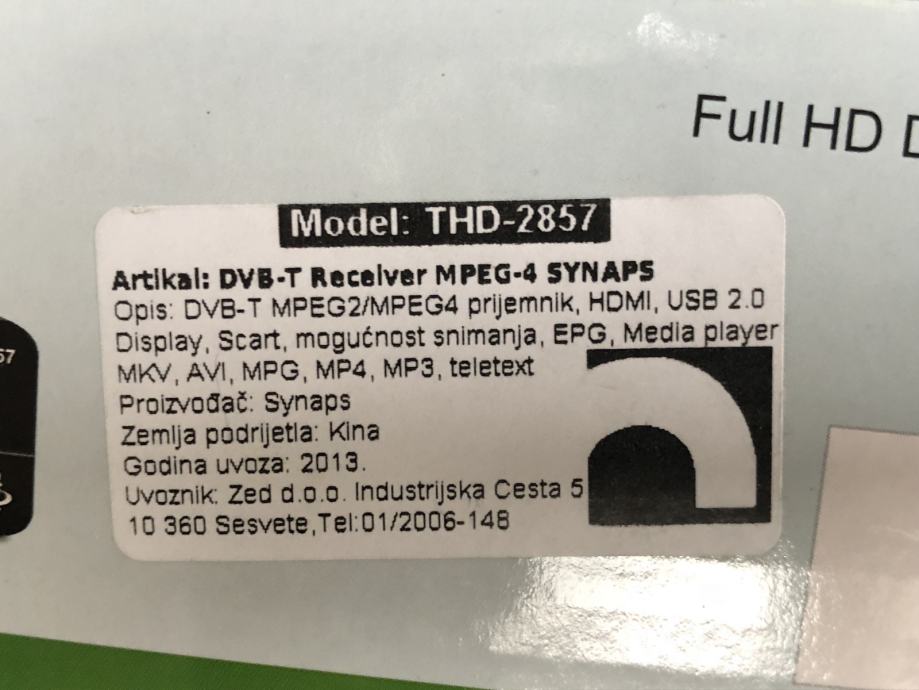 Full HD
Model: THD-2857
Artikal: DVB-T Receiver MPEG-4 SYNAPS
Opis: DVB-T MPEG2/MPEG4 prijemnik, HDMI, USB 2.0
Display, Scart, mogućnost snimanja, EPG, Media player
MKV, AVI, MPG, MP4, MP3, teletext
Proizvođač: Synaps
Zemlja podrijetla: Kina
Godina uvoza: 2013.
Uvoznik: Zed d.o.o. Industrijska Cesta 5
10 360 Sesvete,Tel:01/2006-148